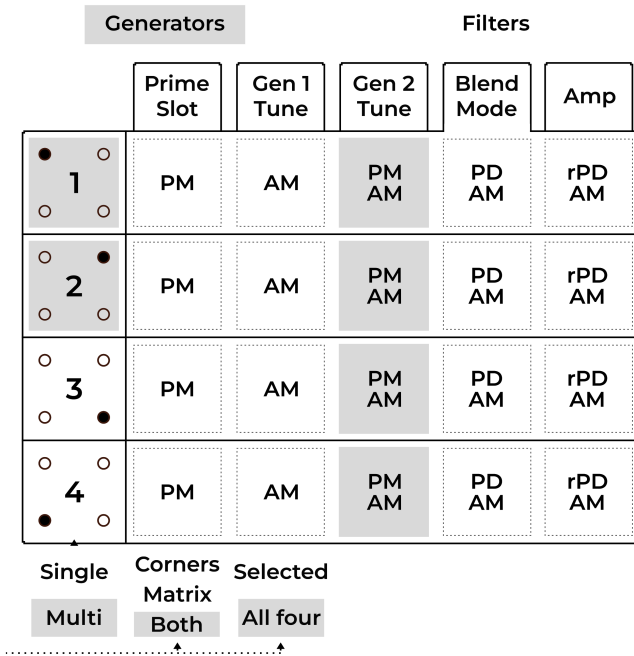 Generators Filters
Prime Slot Gen 1 Tune Gen 2 Tune Blend Mode Amp
1 PM AM PM AM PD AM rPD AM
2 PM AM PM AM PD AM rPD AM
3 PM AM PM AM PD AM rPD AM
4 PM AM PM AM PD AM rPD AM
Single Corners Matrix Selected
Multi Both All four